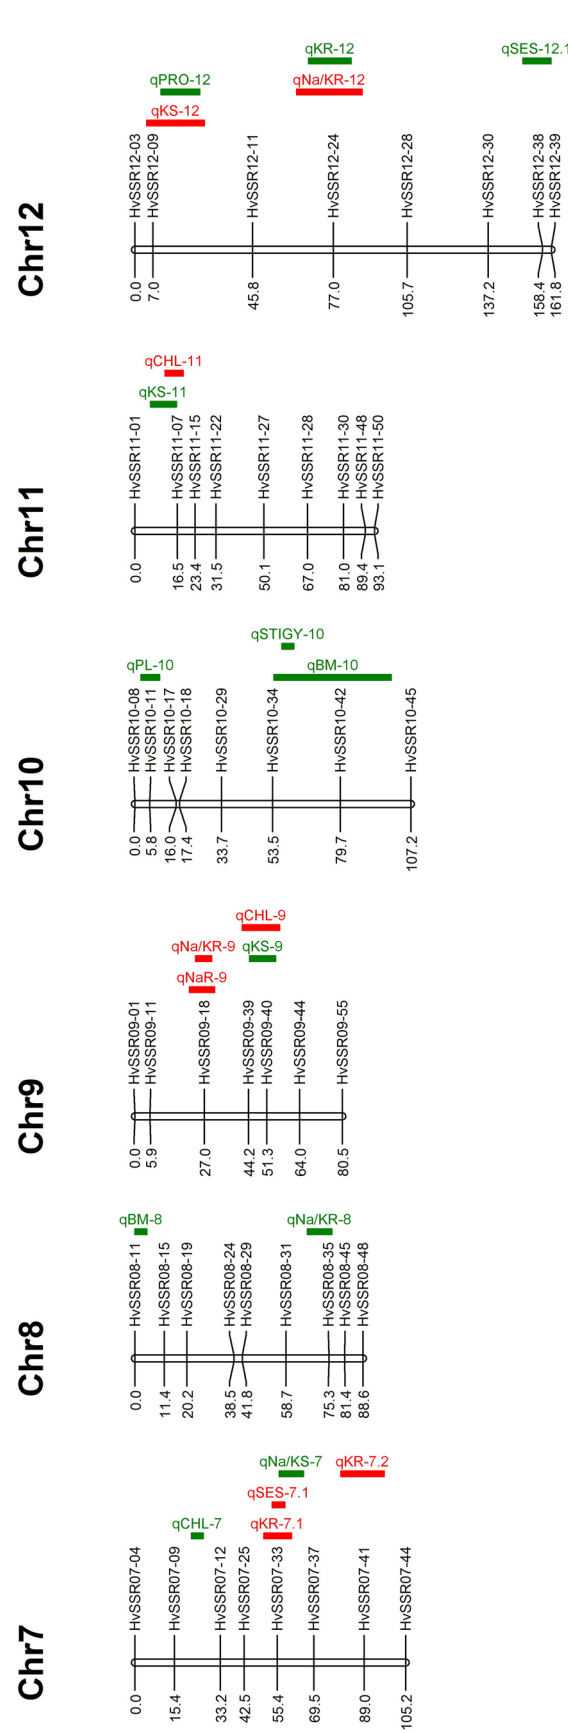 qKR-12
qSES-12.1
qPRO-12
qNa/KR-12
qKS-12
Chr12
HvSSR12-03
HvSSR12-09
HvSSR12-11
HvSSR12-24
HvSSR12-28
HvSSR12-30
HvSSR12-38
HvSSR12-39
0.0
7.0
45.8
77.0
105.7
137.2
158.4
161.8
qCHL-11
qKS-11
Chr11
HvSSR11-01
HvSSR11-07
HvSSR11-15
HvSSR11-22
HvSSR11-27
HvSSR11-28
HvSSR11-30
HvSSR11-48
HvSSR11-50
0.0
16.5
23.4
31.5
50.1
67.0
81.0
89.4
93.1
qSTIGY-10
qPL-10
qBM-10
Chr10
HvSSR10-08
HvSSR10-11
HvSSR10-17
HvSSR10-18
HvSSR10-29
HvSSR10-34
HvSSR10-42
HvSSR10-45
0.0
5.8
16.0
17.4
33.7
53.5
79.7
107.2
qCHL-9
qNa/KR-9
qKS-9
qNaR-9
Chr9
HvSSR09-01
HvSSR09-11
HvSSR09-18
HvSSR09-39
HvSSR09-40
HvSSR09-44
HvSSR09-55
0.0
5.9
27.0
44.2
51.3
64.0
80.5
qBM-8
qNa/KR-8
Chr8
HvSSR08-11
HvSSR08-15
HvSSR08-19
HvSSR08-24
HvSSR08-29
HvSSR08-31
HvSSR08-35
HvSSR08-45
HvSSR08-48
0.0
11.4
20.2
38.5
41.8
58.7
75.3
81.4
88.6
qNa/KS-7
qKR-7.2
qSES-7.1
qCHL-7
qKR-7.1
Chr7
HvSSR07-04
HvSSR07-09
HvSSR07-12
HvSSR07-25
HvSSR07-33
HvSSR07-37
HvSSR07-41
HvSSR07-44
0.0
15.4
33.2
42.5
55.4
69.5
89.0
105.2